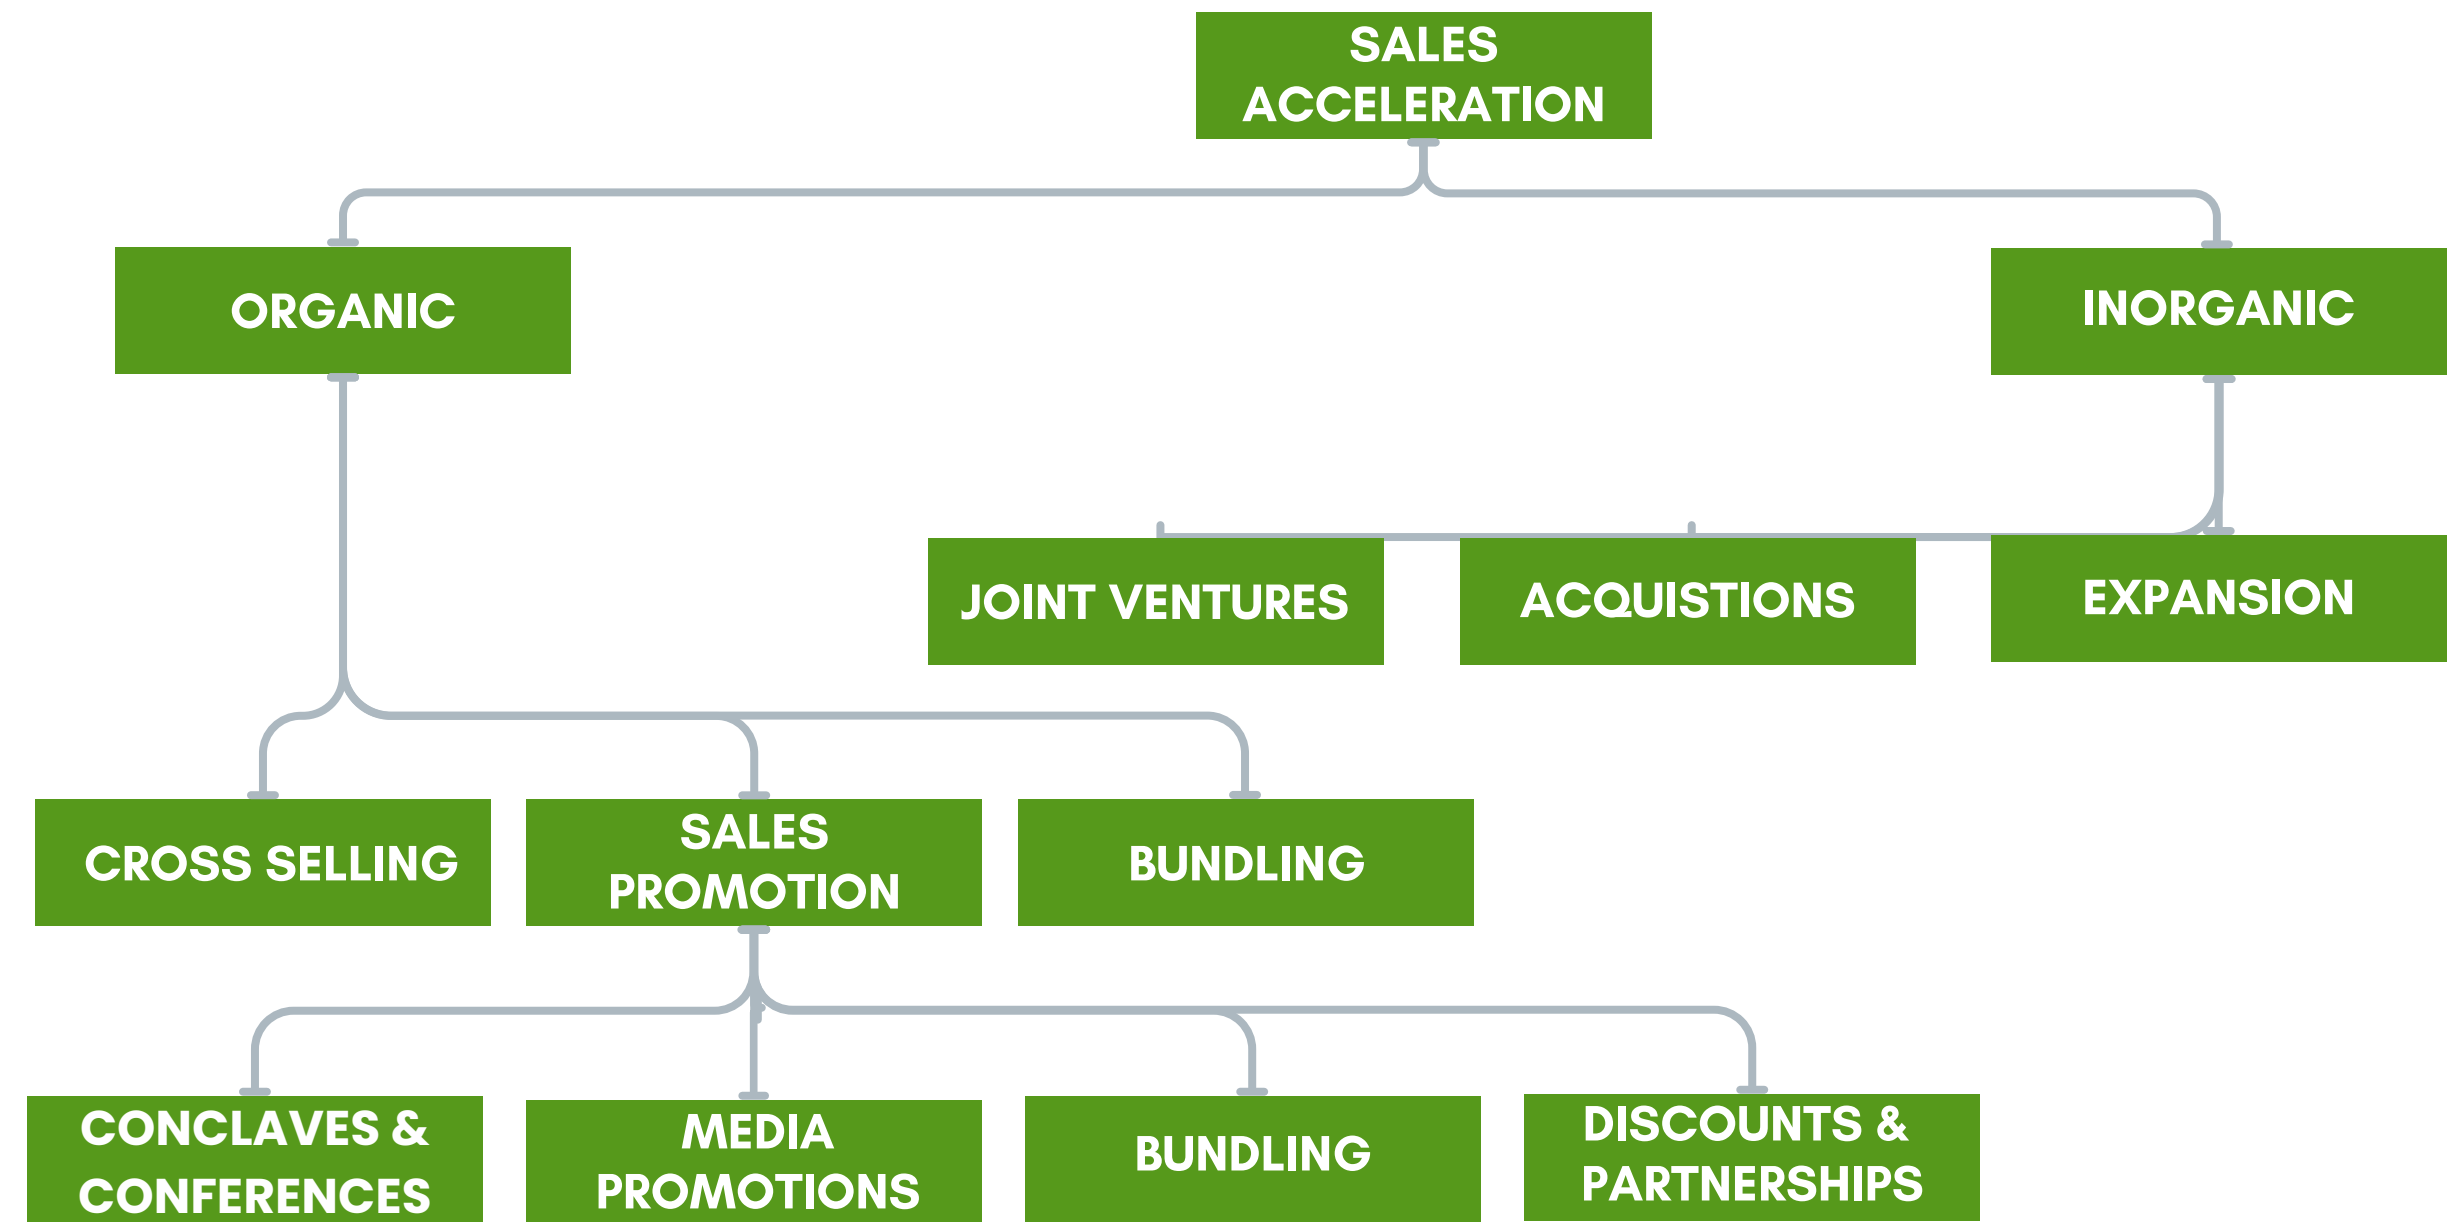 SALES
ACCELERATION
ORGANIC
INORGANIC
JOINT VENTURES
ACQUISTIONS
EXPANSION
CROSS SELLING
SALES
PROMOTION
BUNDLING
CONCLAVES &
CONFERENCES
MEDIA
PROMOTIONS
BUNDLING
DISCOUNTS &
PARTNERSHIPS